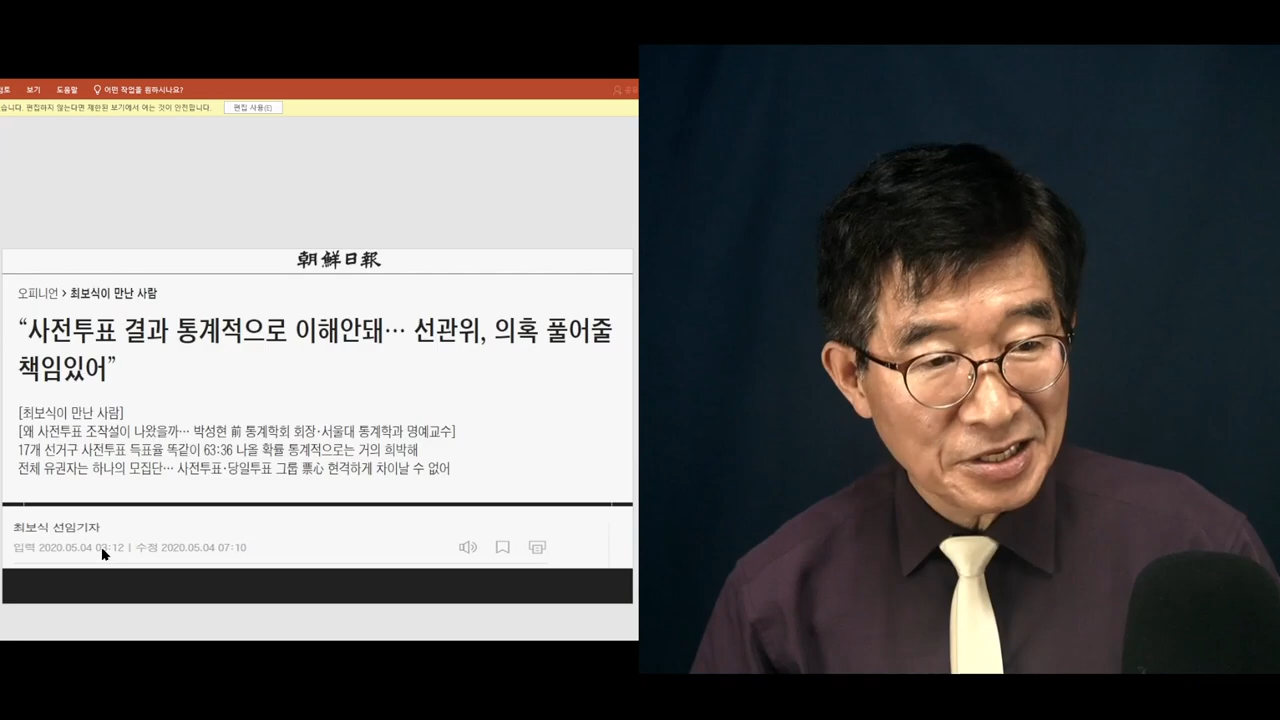 검토 보기 도움말 어떤 작업을 원하시나요?
습니다. 편집하지 않는다면 제한된 보기에서 여는 것이 안전합니다. 편집 사용(E)
朝鮮日報
오피니언 > 최보식이 만난 사람
“사전투표 결과 통계적으로 이해안돼… 선관위, 의혹 풀어줄
책임있어”
[최보식이 만난 사람]
[왜 사전투표 조작설이 나왔을까… 박성현 前 통계학회 회장·서울대 통계학과 명예교수]
17개 선거구 사전투표 득표율 똑같이 63:36 나올 확률 통계적으로는 거의 희박해
전체 유권자는 하나의 모집단… 사전투표·당일투표 그룹 票心 현격하게 차이날 수 없어
최보식 선임기자
입력 2020.05.04 03:12 | 수정 2020.05.04 07:10